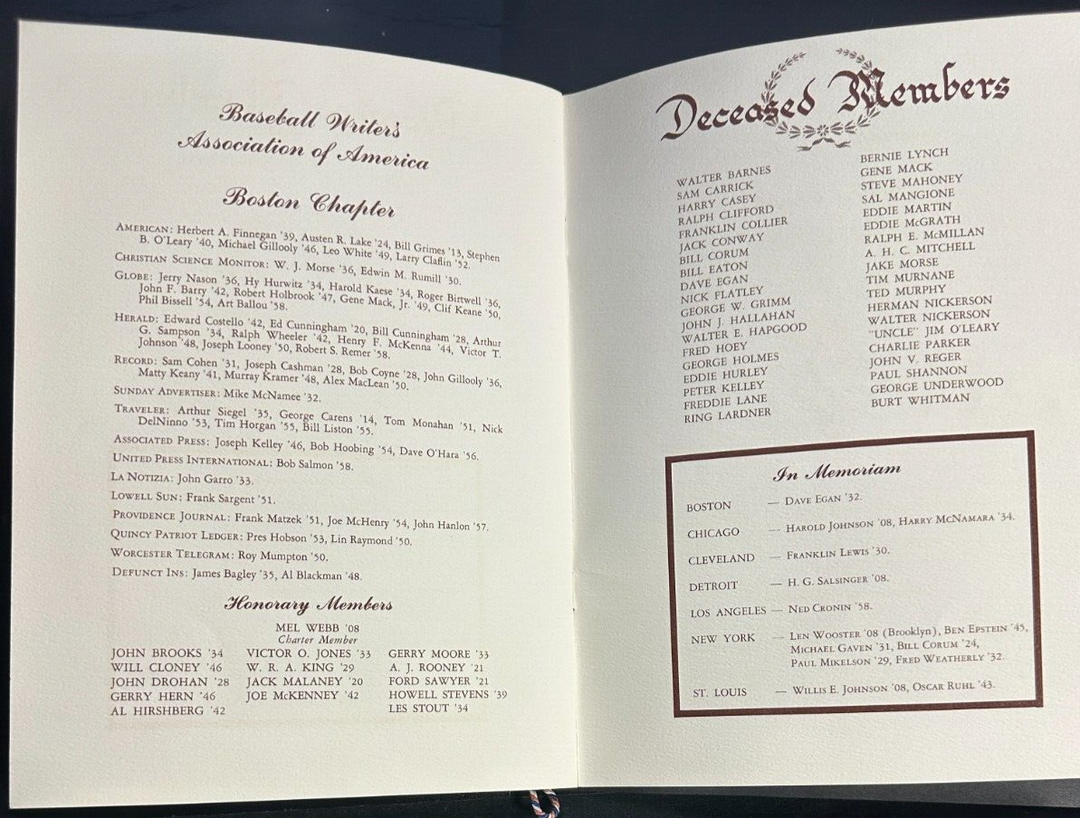 Baseball Writer's
Association of America
Boston Chapter
AMERICAN: Herbert A. Finnegan '39, Austen R. Lake '24, Bill Grimes '13, Stephen
B. O'Leary '40, Michael Gillooly '46, Leo White '49, Larry Claflin '52.
CHRISTIAN SCIENCE MONITOR: W. J. Morse '36, Edwin M. Rumill '30.
GLOBE: Jerry Nason '36, Hy Hurwitz '34, Harold Kaese '34, Roger Birtwell '36,
John F. Barry '42, Robert Holbrook '47, Gene Mack, Jr. '49, Clif Keane '50,
Phil Bissell '54, Art Ballou '58.
HERALD: Edward Costello '42, Ed Cunningham '20, Bill Cunningham '28, Arthur
G. Sampson '34, Ralph Wheeler '42, Henry F. McKenna '44, Victor T.
Johnson '48, Joseph Looney '50, Robert S. Remer '58.
RECORD: Sam Cohen '31, Joseph Cashman '28, Bob Coyne '28, John Gillooly '36,
Matty Keany '41, Murray Kramer '48, Alex MacLean '50.
SUNDAY ADVERTISER: Mike McNamee '32.
TRAVELER: Arthur Siegel '35, George Carens '14, Tom Monahan '51, Nick
DelNinno '53, Tim Horgan '55, Bill Liston '55.
ASSOCIATED PRESS: Joseph Kelley '46, Bob Hoobing '54, Dave O'Hara '56.
UNITED PRESS INTERNATIONAL: Bob Salmon '58.
LA NOTIZIA: John Garro '33.
LOWELL SUN: Frank Sargent '51.
PROVIDENCE JOURNAL: Frank Matzek '51, Joe McHenry '54, John Hanlon '57.
QUINCY PATRIOT LEDGER: Pres Hobson '53, Lin Raymond '50.
WORCESTER TELEGRAM: Roy Mumpton '50.
DEFUNCT INS: James Bagley '35, Al Blackman '48.
Honorary Members
MEL WEBB '08
Charter Member
JOHN BROOKS '34
WILL CLONEY '46
JOHN DROHAN '28
GERRY HERN '46
AL HIRSHBERG '42
VICTOR O. JONES '33
W. R. A. KING '29
JACK MALANEY '20
JOE McKENNEY '42
GERRY MOORE '33
A. J. ROONEY '21
FORD SAWYER '21
HOWELL STEVENS '39
LES STOUT '34
Deceased Members
WALTER BARNES
SAM CARRICK
HARRY CASEY
RALPH CLIFFORD
FRANKLIN COLLIER
JACK CONWAY
BILL CORUM
BILL EATON
DAVE EGAN
NICK FLATLEY
GEORGE W. GRIMM
JOHN J. HALLAHAN
WALTER E. HAPGOOD
FRED HOEY
GEORGE HOLMES
EDDIE HURLEY
PETER KELLEY
FREDDIE LANE
RING LARDNER
BERNIE LYNCH
GENE MACK
STEVE MAHONEY
SAL MANGIONE
EDDIE MARTIN
EDDIE McGRATH
RALPH E. McMILLAN
A. H. C. MITCHELL
JAKE MORSE
TIM MURNANE
TED MURPHY
HERMAN NICKERSON
WALTER NICKERSON
"UNCLE" JIM O'LEARY
CHARLIE PARKER
JOHN V. REGER
PAUL SHANNON
GEORGE UNDERWOOD
BURT WHITMAN
In Memoriam
BOSTON — DAVE EGAN '32.
CHICAGO — HAROLD JOHNSON '08, HARRY MCNAMARA '34.
CLEVELAND — FRANKLIN LEWIS '30.
DETROIT — H. G. SALSINGER '08.
LOS ANGELES — NED CRONIN '58.
NEW YORK — LEN WOOSTER '08 (Brooklyn), BEN EPSTEIN '45,
MICHAEL GAVEN '31, BILL CORUM '24,
PAUL MIKELSON '29, FRED WEATHERLY '32.
ST. LOUIS — WILLIS E. JOHNSON '08, OSCAR RUHL '43.